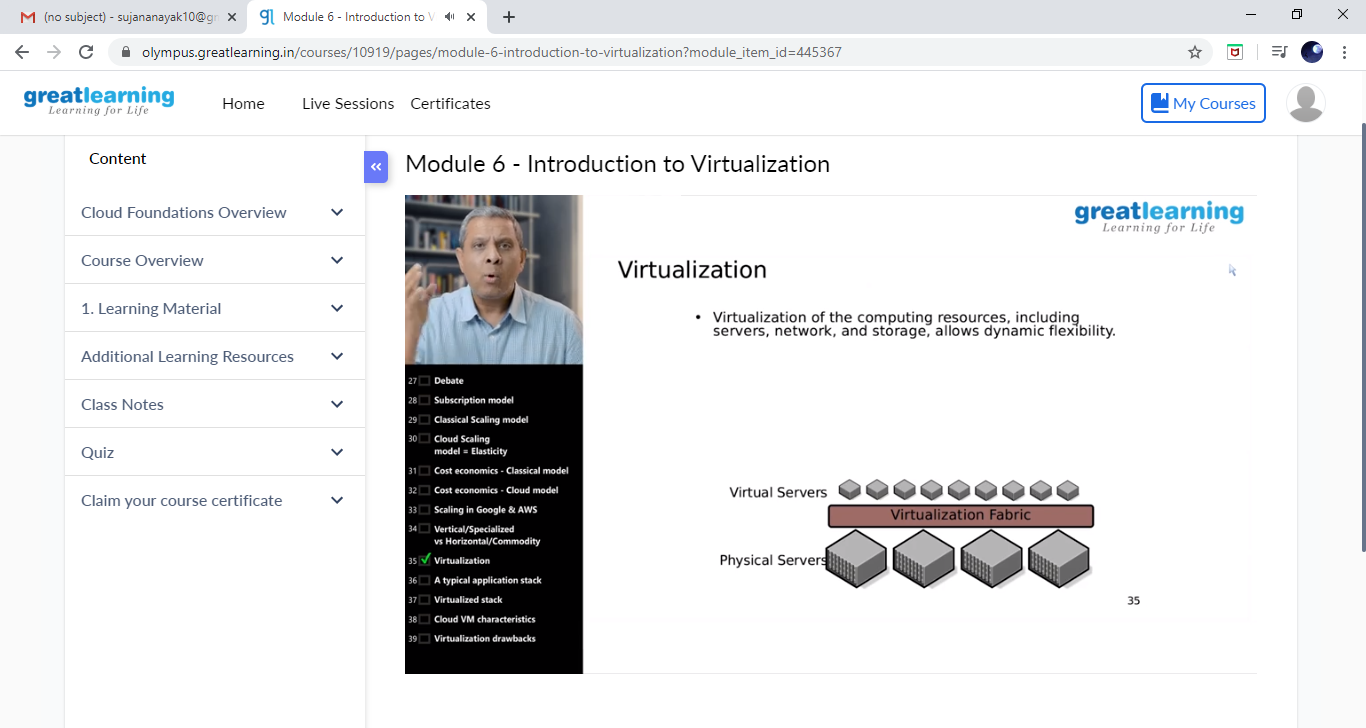 (no subject) - sujananayak10@gr
Module 6 - Introduction to V
olympus.greatlearning.in/courses/10919/pages/module-6-introduction-to-virtualization?module_item_id=445367
greatlearning
Learning for Life
Home
Live Sessions
Certificates
My Courses
Content
Cloud Foundations Overview
Course Overview
1. Learning Material
Additional Learning Resources
Class Notes
Quiz
Claim your course certificate
Module 6 - Introduction to Virtualization
27 Debate
28 Subscription model
29 Classical Scaling model
30 Cloud Scaling
model = Elasticity
31 Cost economics - Classical model
32 Cost economics - Cloud model
33 Scaling in Google & AWS
34 Vertical/Specialized
vs Horizontal/Commodity
35 Virtualization
36 A typical application stack
37 Virtualized stack
38 Cloud VM characteristics
39 Virtualization drawbacks
greatlearning
Learning for Life
Virtualization
• Virtualization of the computing resources, including
servers, network, and storage, allows dynamic flexibility.
Virtual Servers
Virtualization Fabric
Physical Servers
35